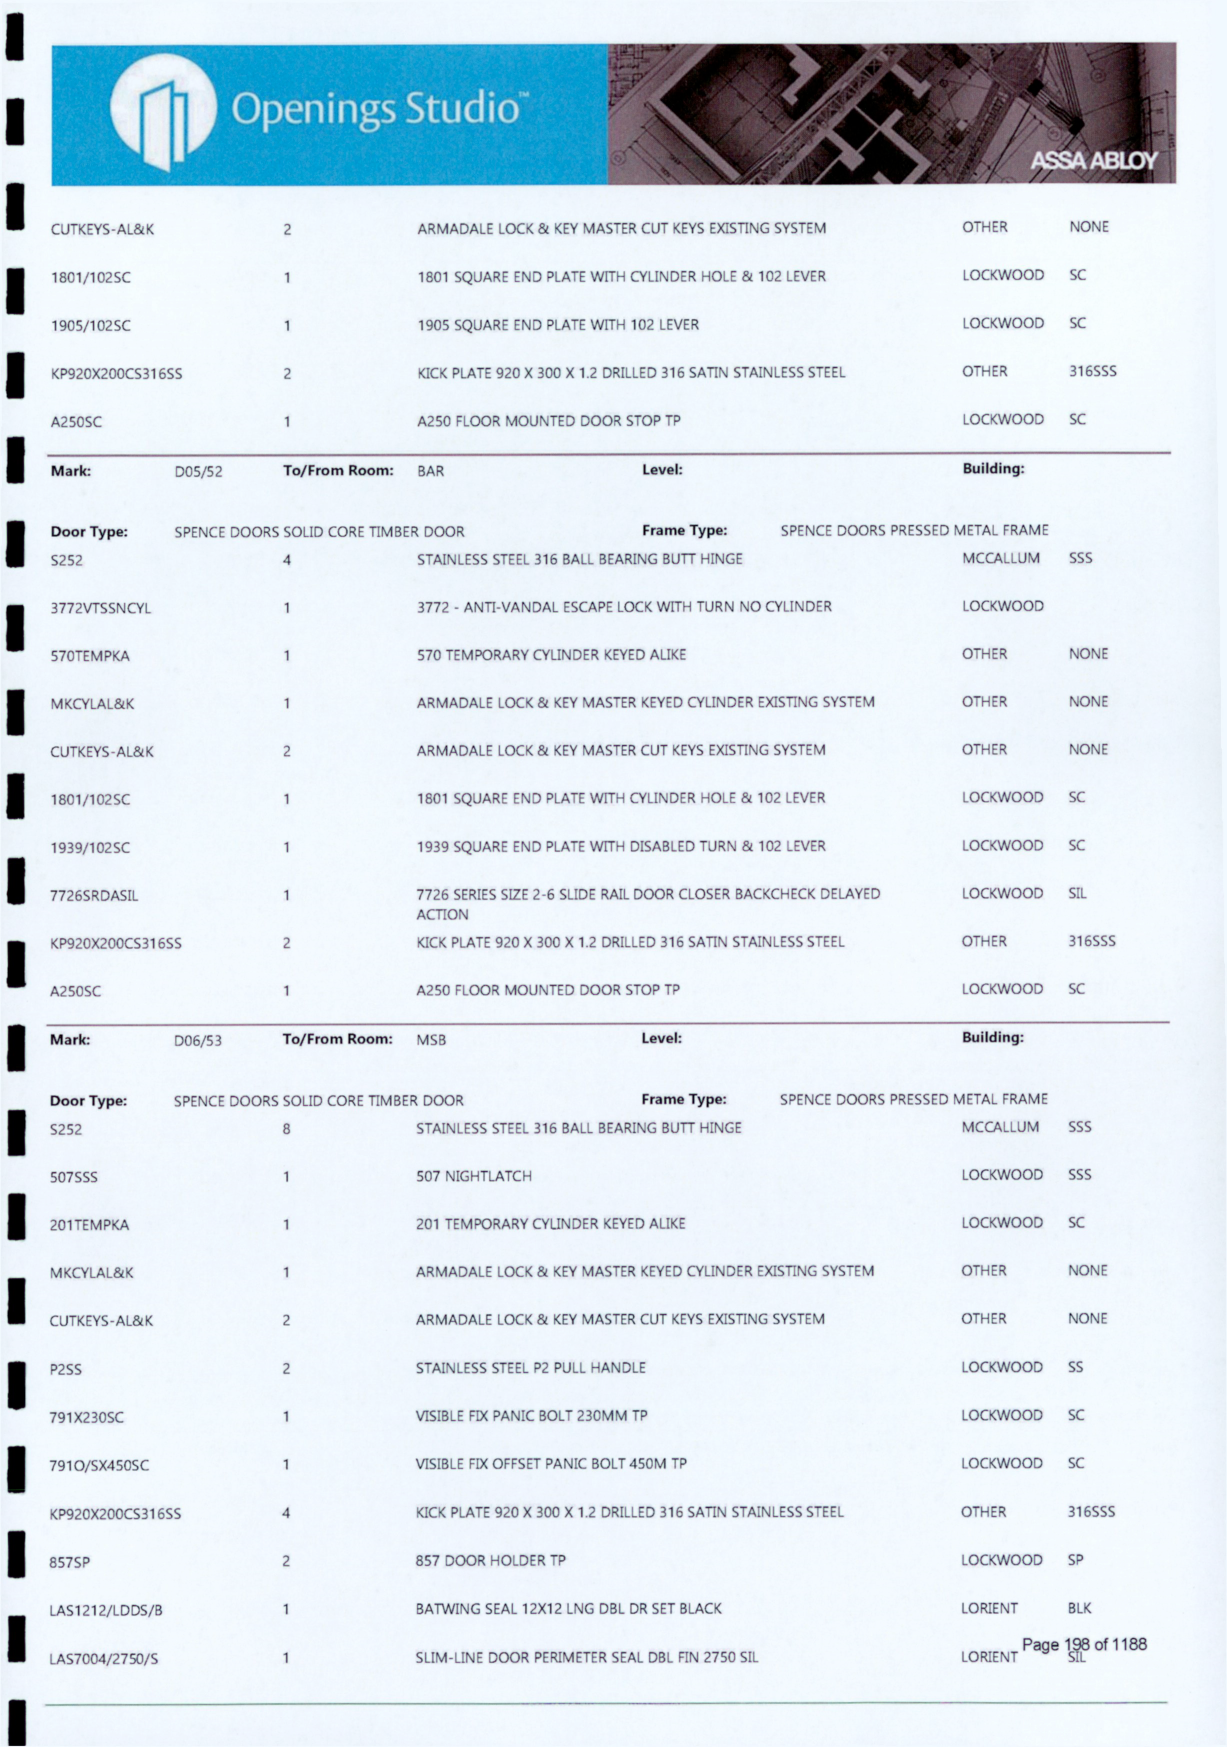 Openings Studio™
ASSA ABLOY
CUTKEYS-AL&K 2 ARMADALE LOCK & KEY MASTER CUT KEYS EXISTING SYSTEM OTHER NONE
1801/102SC 1 1801 SQUARE END PLATE WITH CYLINDER HOLE & 102 LEVER LOCKWOOD SC
1905/102SC 1 1905 SQUARE END PLATE WITH 102 LEVER LOCKWOOD SC
KP920X200CS316SS 2 KICK PLATE 920 X 300 X 1.2 DRILLED 316 SATIN STAINLESS STEEL OTHER 316SSS
A250SC 1 A250 FLOOR MOUNTED DOOR STOP TP LOCKWOOD SC
Mark: D05/52 To/From Room: BAR Level: Building:
Door Type: SPENCE DOORS SOLID CORE TIMBER DOOR Frame Type: SPENCE DOORS PRESSED METAL FRAME
S252 4 STAINLESS STEEL 316 BALL BEARING BUTT HINGE MCCALLUM SSS
3772VTSSNCYL 1 3772 - ANTI-VANDAL ESCAPE LOCK WITH TURN NO CYLINDER LOCKWOOD
570TEMPKA 1 570 TEMPORARY CYLINDER KEYED ALIKE OTHER NONE
MKCYLAL&K 1 ARMADALE LOCK & KEY MASTER KEYED CYLINDER EXISTING SYSTEM OTHER NONE
CUTKEYS-AL&K 2 ARMADALE LOCK & KEY MASTER CUT KEYS EXISTING SYSTEM OTHER NONE
1801/102SC 1 1801 SQUARE END PLATE WITH CYLINDER HOLE & 102 LEVER LOCKWOOD SC
1939/102SC 1 1939 SQUARE END PLATE WITH DISABLED TURN & 102 LEVER LOCKWOOD SC
7726SRDASIL 1 7726 SERIES SIZE 2-6 SLIDE RAIL DOOR CLOSER BACKCHECK DELAYED LOCKWOOD SIL
ACTION
KP920X200CS316SS 2 KICK PLATE 920 X 300 X 1.2 DRILLED 316 SATIN STAINLESS STEEL OTHER 316SSS
A250SC 1 A250 FLOOR MOUNTED DOOR STOP TP LOCKWOOD SC
Mark: D06/53 To/From Room: MSB Level: Building:
Door Type: SPENCE DOORS SOLID CORE TIMBER DOOR Frame Type: SPENCE DOORS PRESSED METAL FRAME
S252 8 STAINLESS STEEL 316 BALL BEARING BUTT HINGE MCCALLUM SSS
507SSS 1 507 NIGHTLATCH LOCKWOOD SSS
201TEMPKA 1 201 TEMPORARY CYLINDER KEYED ALIKE LOCKWOOD SC
MKCYLAL&K 1 ARMADALE LOCK & KEY MASTER KEYED CYLINDER EXISTING SYSTEM OTHER NONE
CUTKEYS-AL&K 2 ARMADALE LOCK & KEY MASTER CUT KEYS EXISTING SYSTEM OTHER NONE
P2SS 2 STAINLESS STEEL P2 PULL HANDLE LOCKWOOD SS
791X230SC 1 VISIBLE FIX PANIC BOLT 230MM TP LOCKWOOD SC
791O/SX450SC 1 VISIBLE FIX OFFSET PANIC BOLT 450M TP LOCKWOOD SC
KP920X200CS316SS 4 KICK PLATE 920 X 300 X 1.2 DRILLED 316 SATIN STAINLESS STEEL OTHER 316SSS
857SP 2 857 DOOR HOLDER TP LOCKWOOD SP
LAS1212/LDDS/B 1 BATWING SEAL 12X12 LNG DBL DR SET BLACK LORIENT BLK
LAS7004/2750/S 1 SLIM-LINE DOOR PERIMETER SEAL DBL FIN 2750 SIL LORIENT SIL
Page 198 of 1188